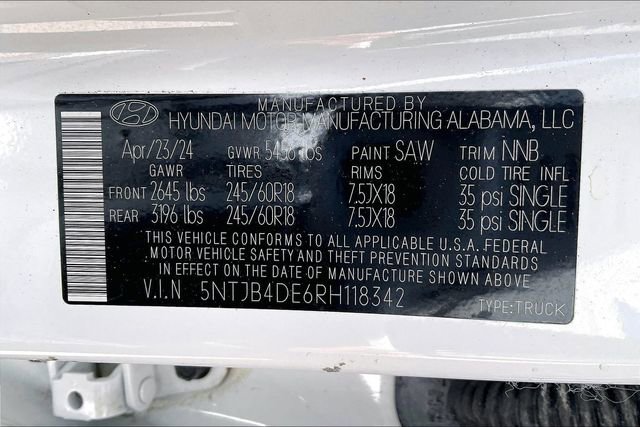 MANUFACTURED BY
HYUNDAI MOTOR MANUFACTURING ALABAMA, LLC
Apr/23/24 GVWR lbs PAINT SAW TRIM NNB
GAWR TIRES RIMS COLD TIRE INFL.
FRONT 2645 lbs 245/60R18 7.5JX18 35 psi SINGLE
REAR 3196 lbs 245/60R18 7.5JX18 35 psi SINGLE
THIS VEHICLE CONFORMS TO ALL APPLICABLE U.S.A. FEDERAL
MOTOR VEHICLE SAFETY AND THEFT PREVENTION STANDARDS
IN EFFECT ON THE DATE OF MANUFACTURE SHOWN ABOVE
V.I.N 5NTJB4DE6RH118342 TYPE:TRUCK